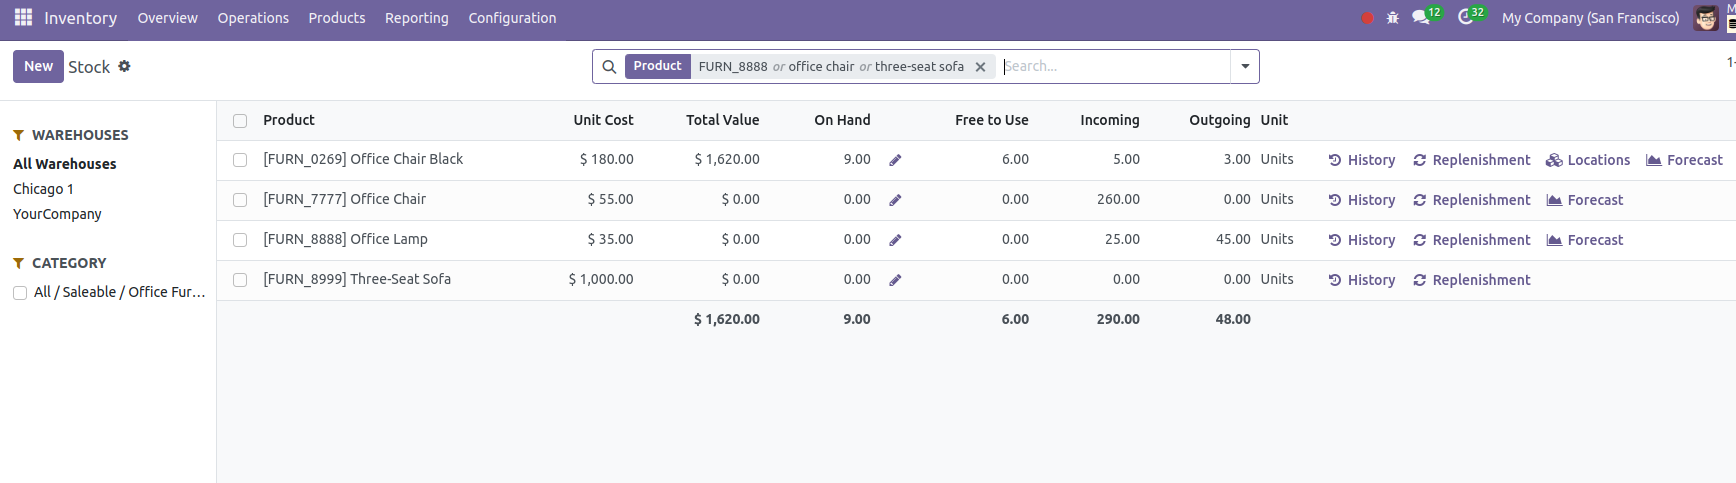 Inventory Overview Operations Products Reporting Configuration 12 32 My Company (San Francisco)
New Stock Product FURN_8888 or office chair or three-seat sofa Search...
WAREHOUSES
All Warehouses
Chicago 1
YourCompany
CATEGORY
All / Saleable / Office Fur...
Product Unit Cost Total Value On Hand Free to Use Incoming Outgoing Unit
[FURN_0269] Office Chair Black $ 180.00 $ 1,620.00 9.00 6.00 5.00 3.00 Units History Replenishment Locations Forecast
[FURN_7777] Office Chair $ 55.00 $ 0.00 0.00 0.00 260.00 0.00 Units History Replenishment Forecast
[FURN_8888] Office Lamp $ 35.00 $ 0.00 0.00 0.00 25.00 45.00 Units History Replenishment Forecast
[FURN_8999] Three-Seat Sofa $ 1,000.00 $ 0.00 0.00 0.00 0.00 0.00 Units History Replenishment
$ 1,620.00 9.00 6.00 290.00 48.00